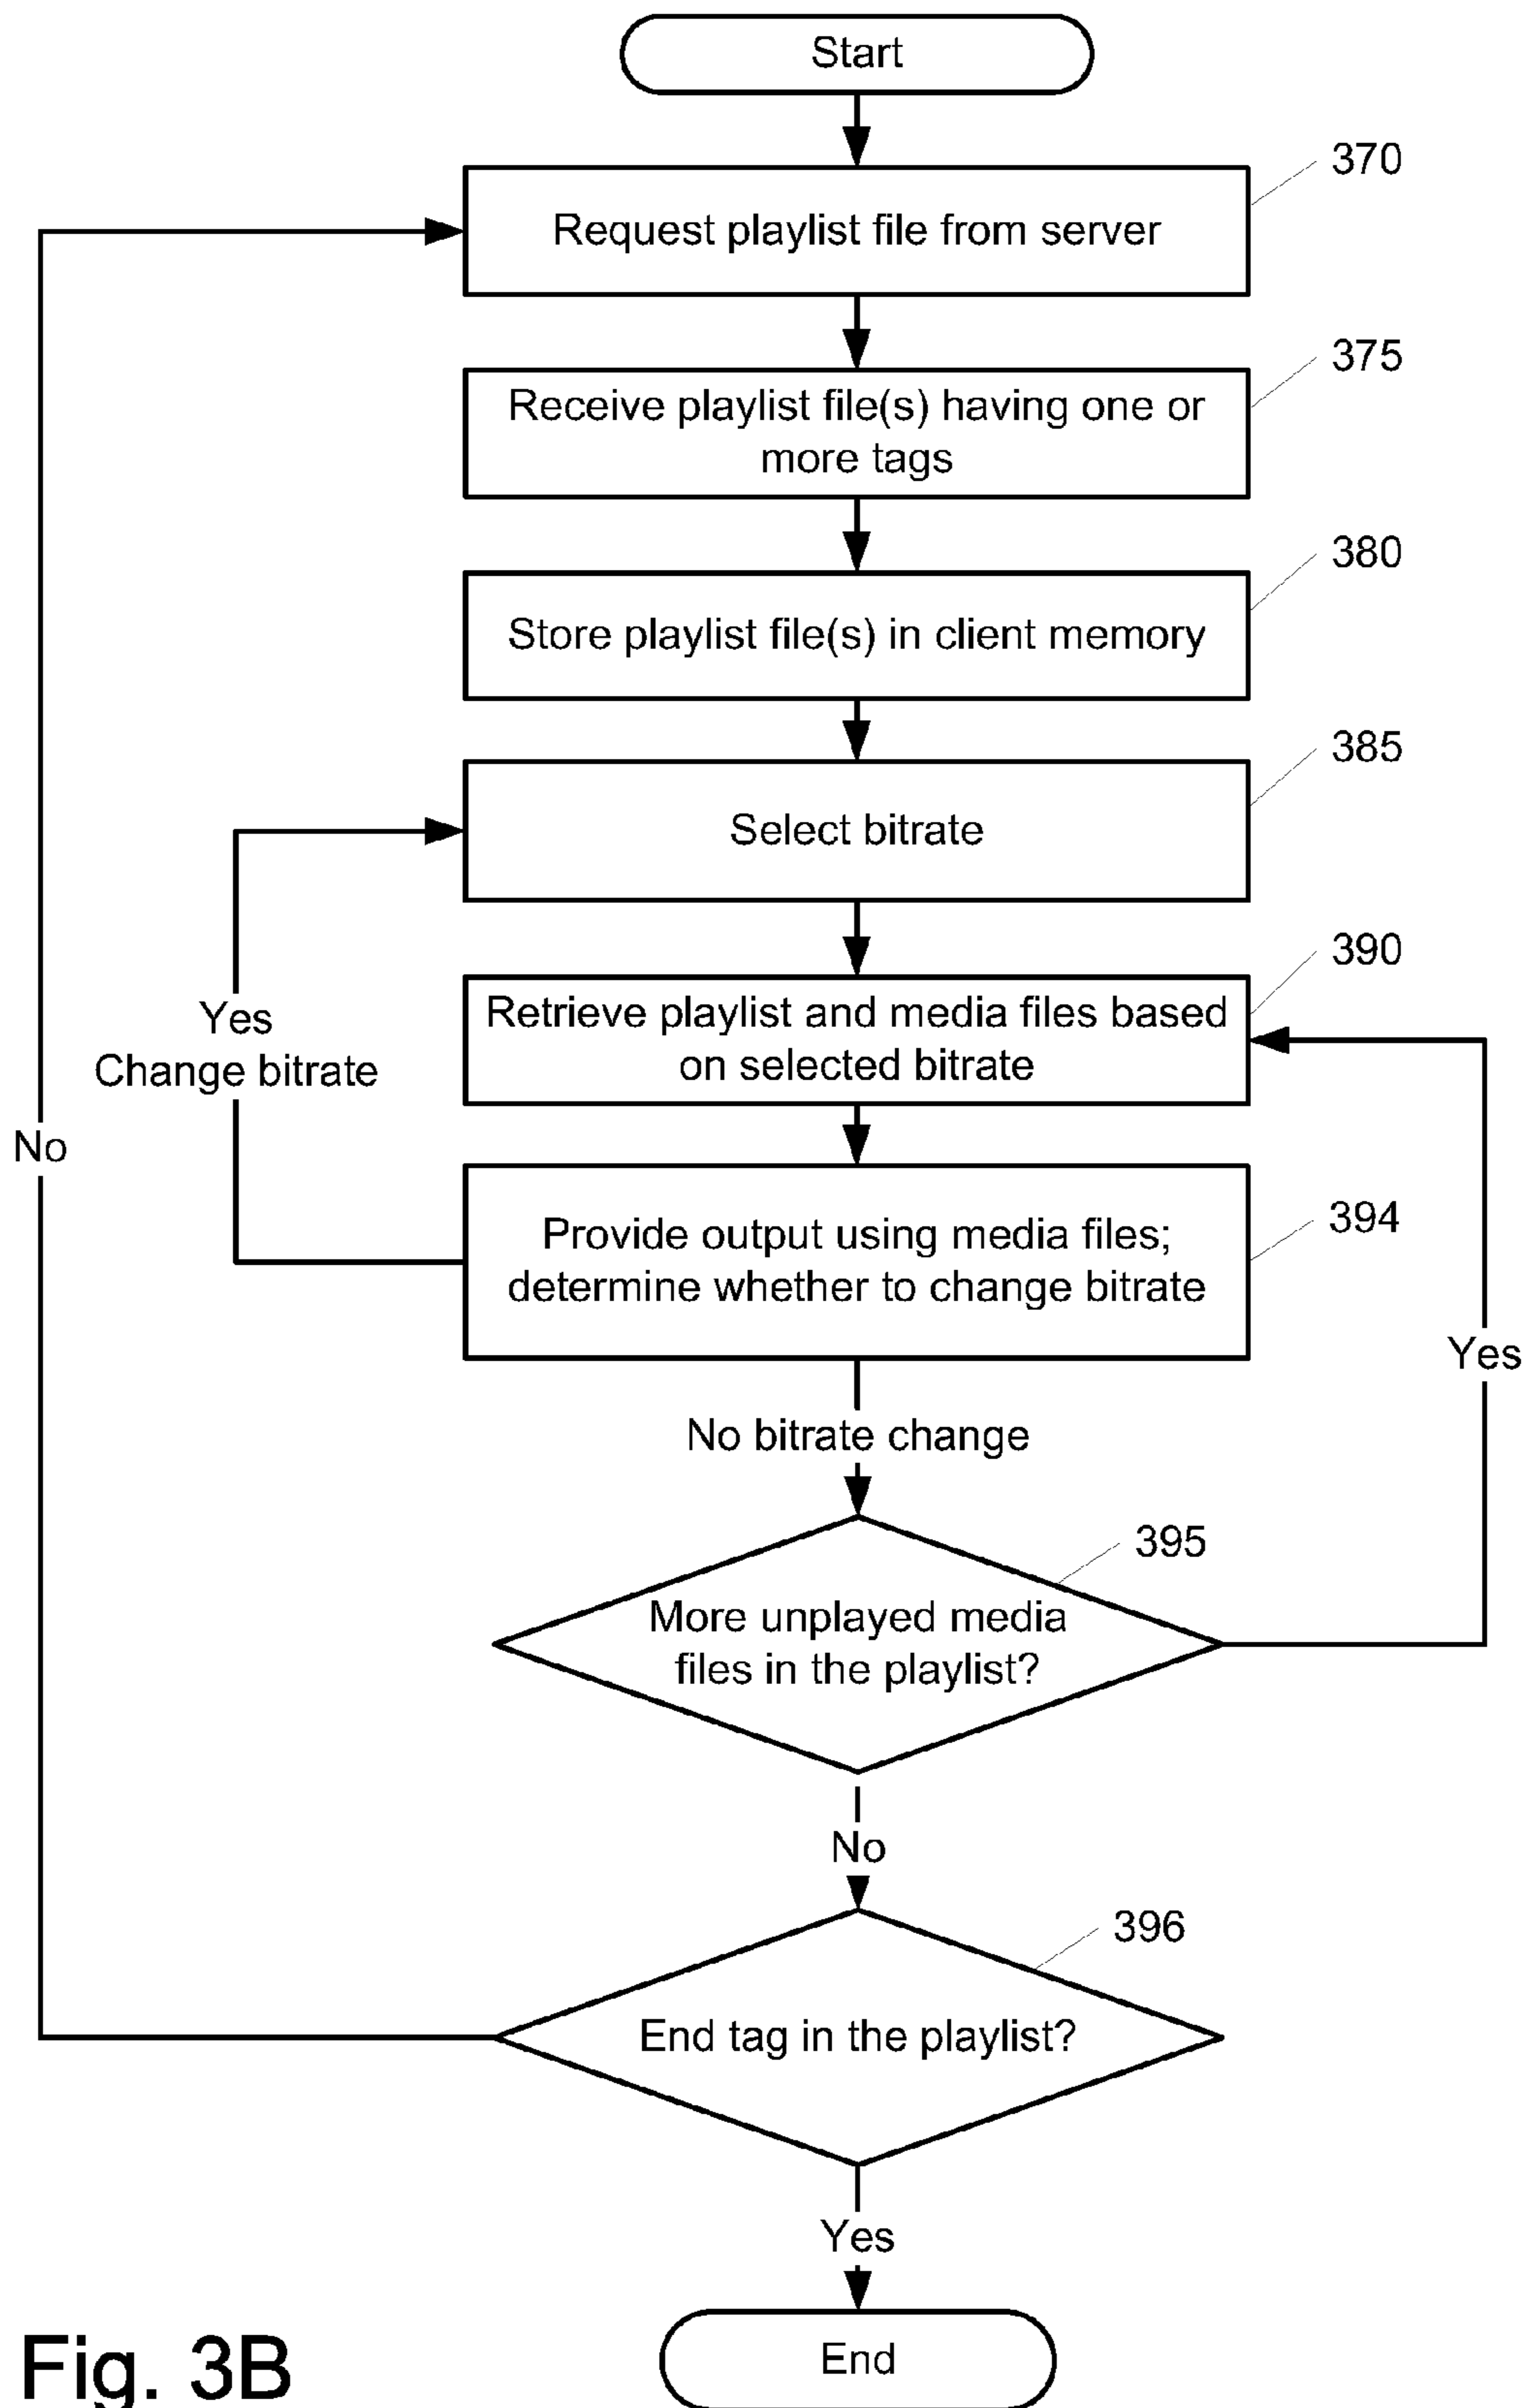 Start
370
Request playlist file from server
375
Receive playlist file(s) having one or
more tags
380
Store playlist file(s) in client memory
385
Select bitrate
390
Retrieve playlist and media files based
on selected bitrate
Yes
Change bitrate
No
394
Provide output using media files;
determine whether to change bitrate
Yes
No bitrate change
395
More unplayed media
files in the playlist?
No
396
End tag in the playlist?
Yes
End
Fig. 3B